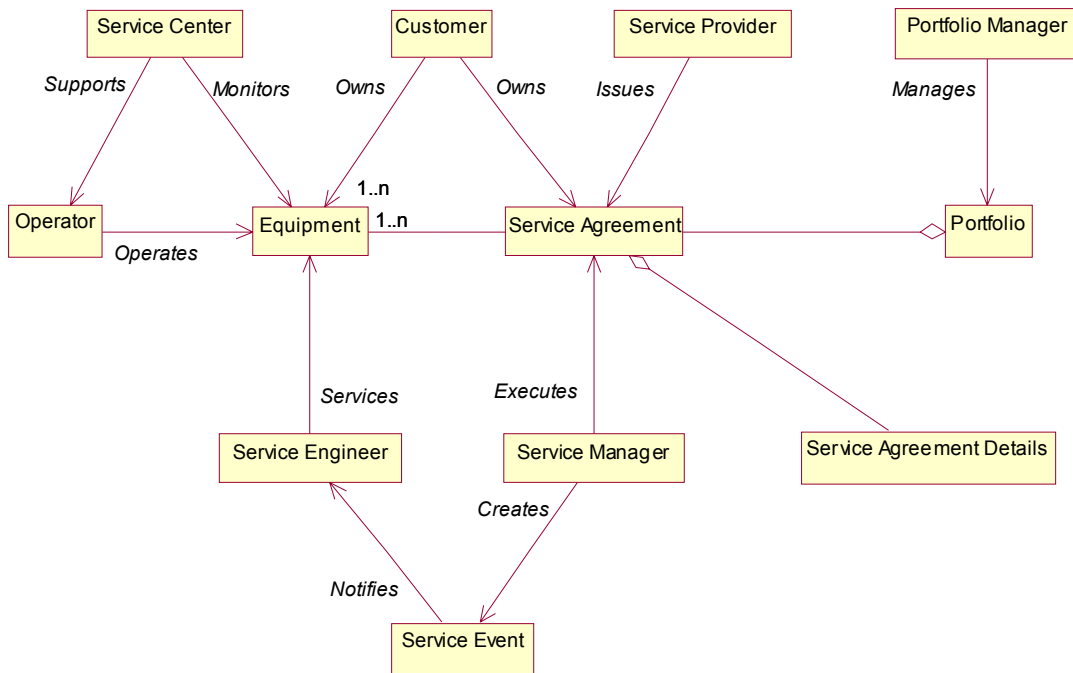 Service Center
Customer
Service Provider
Portfolio Manager
Supports
Monitors
Owns
Owns
Issues
Manages
1..n
1..n
Operator
Equipment
Service Agreement
Portfolio
Operates
Services
Executes
Service Engineer
Service Manager
Service Agreement Details
Creates
Notifies
Service Event